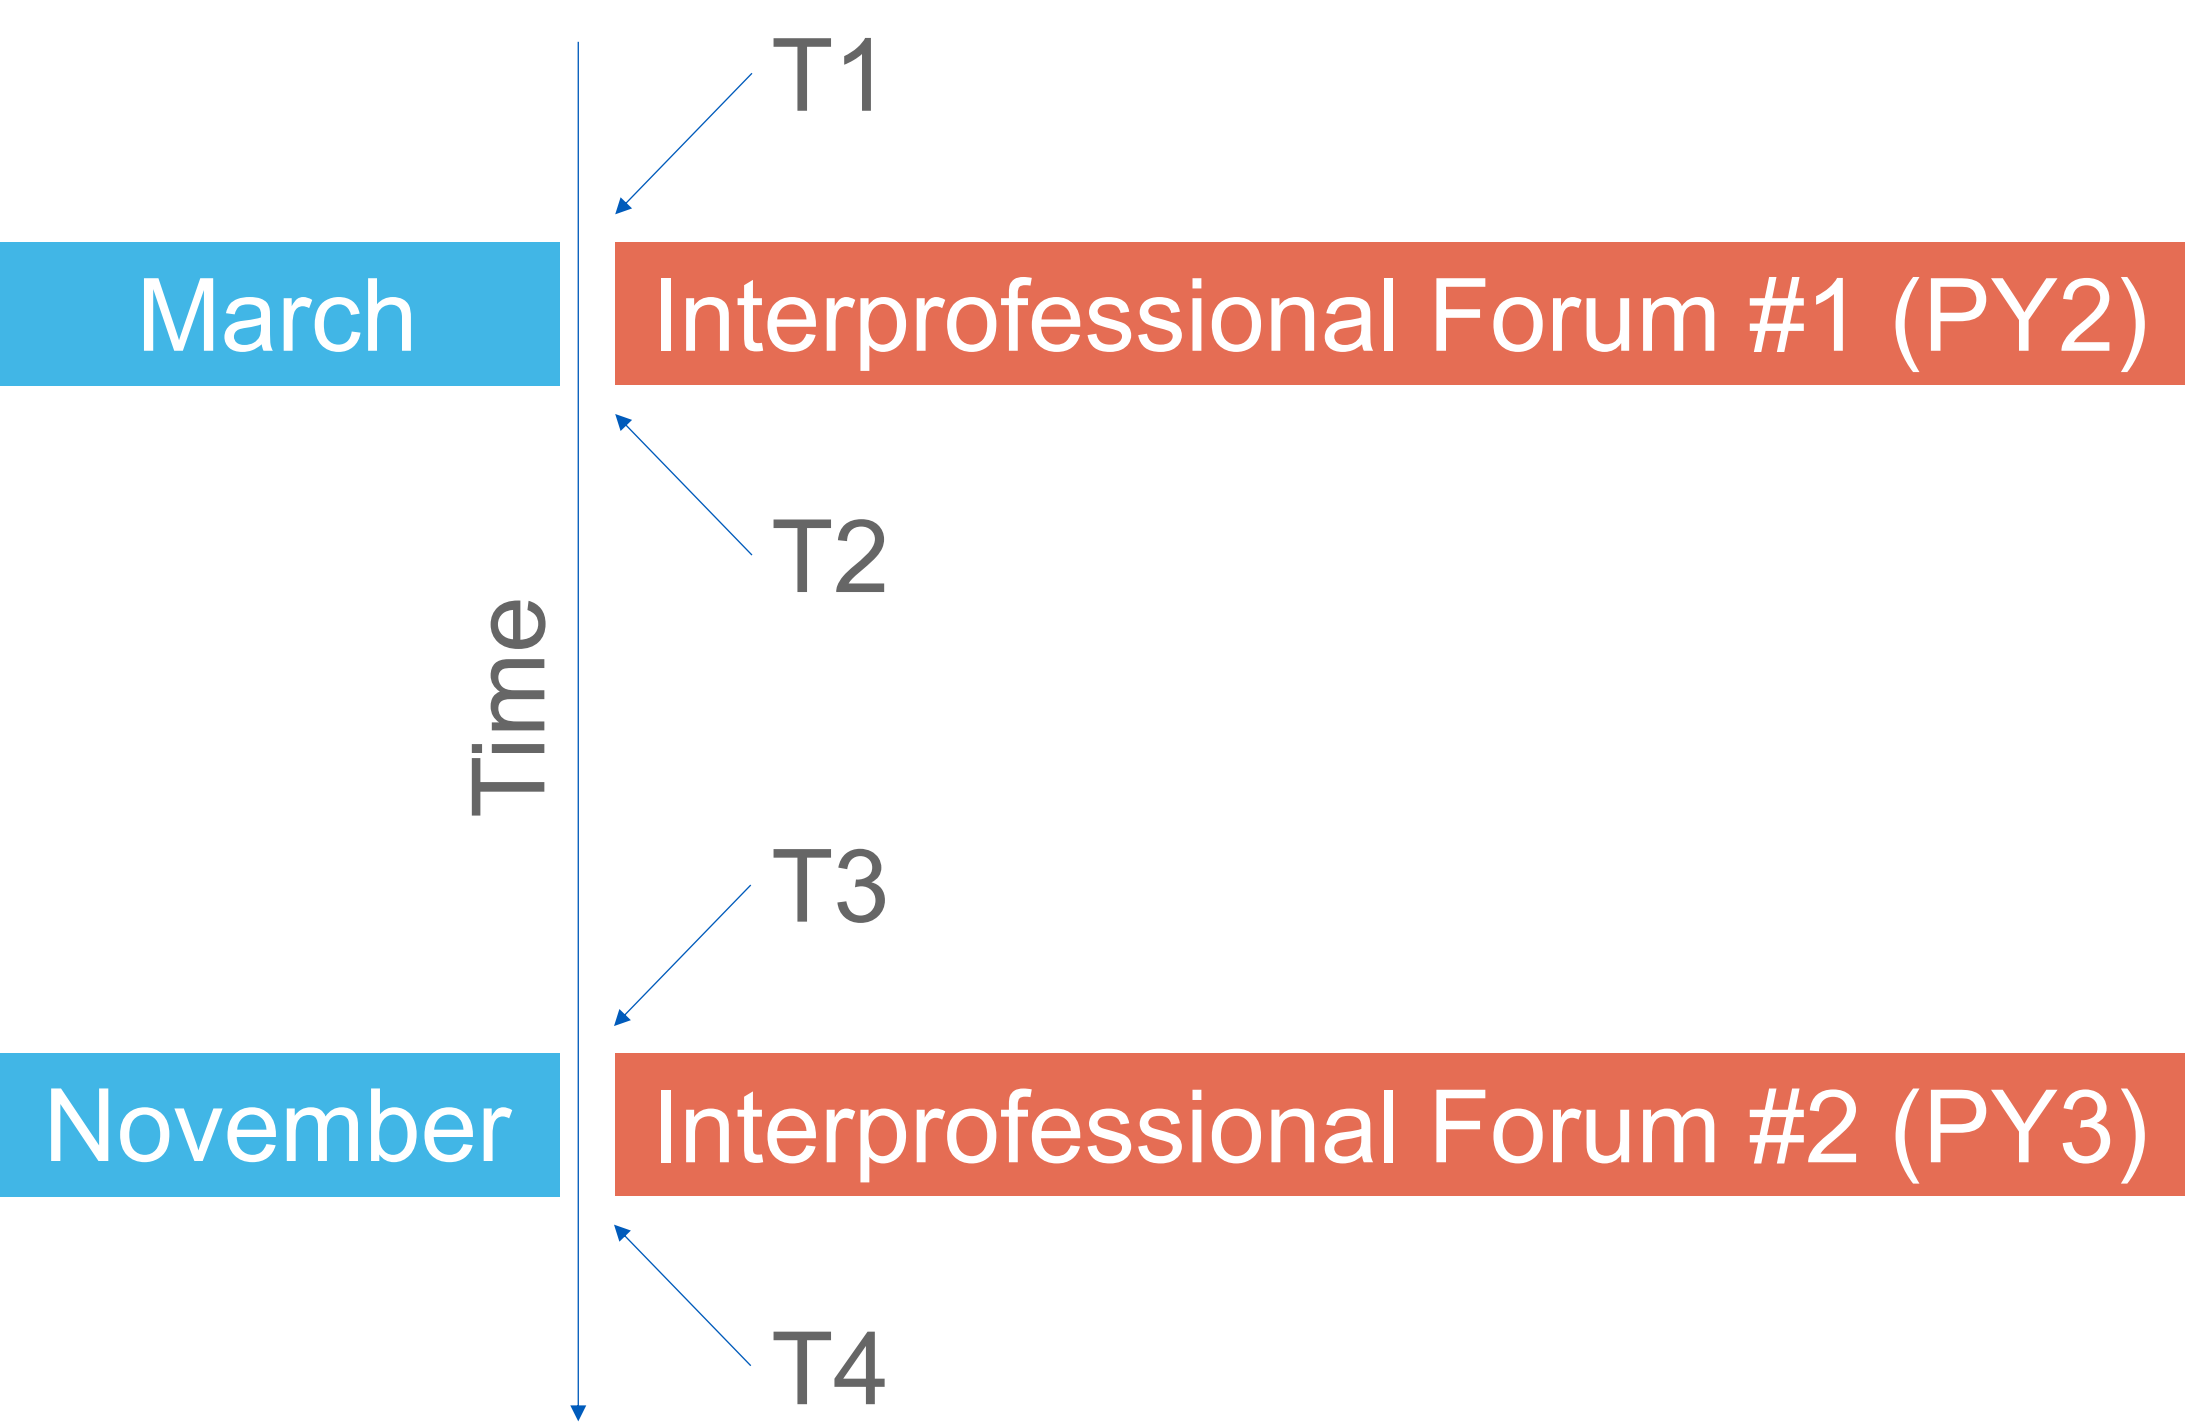 T1
March
Interprofessional Forum #1 (PY2)
T2
Time
T3
November
Interprofessional Forum #2 (PY3)
T4